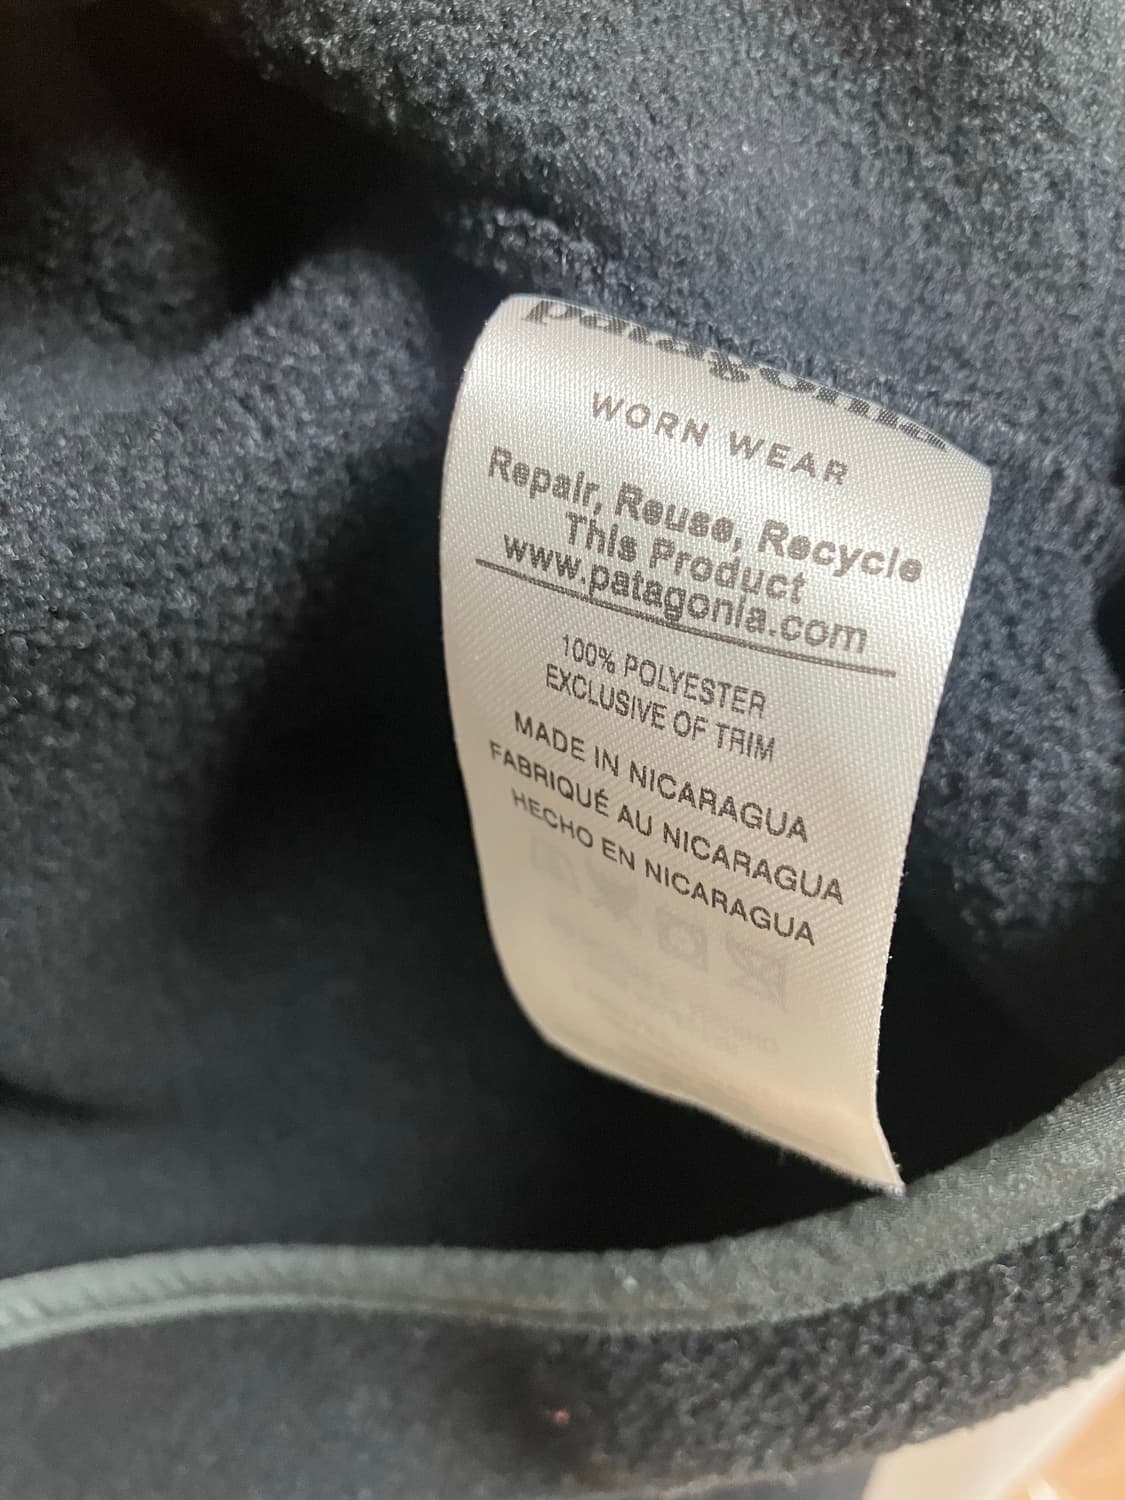 patagonia
WORN WEAR
Repair, Reuse, Recycle
This Product
www.patagonia.com
100% POLYESTER
EXCLUSIVE OF TRIM
MADE IN NICARAGUA
FABRIQUÉ AU NICARAGUA
HECHO EN NICARAGUA